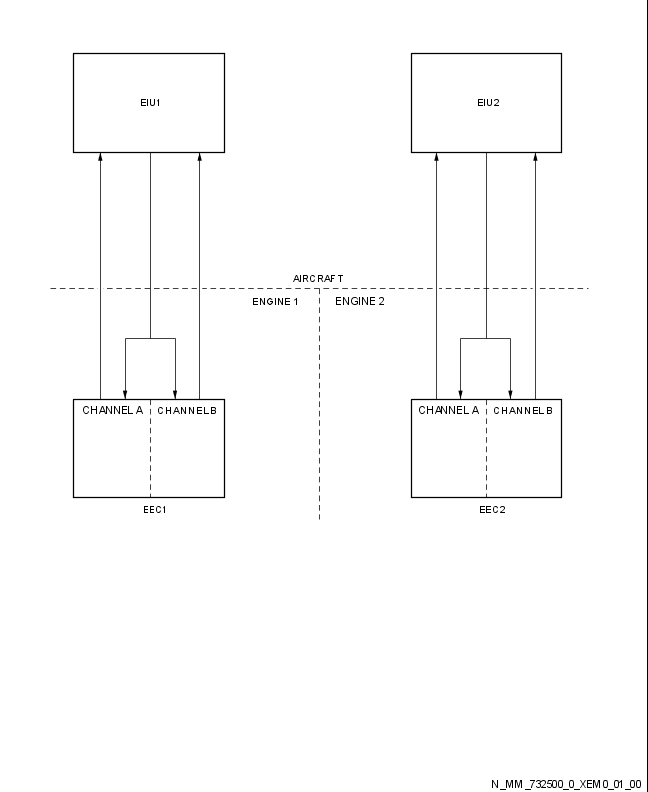 EIU1
EIU2
AIRCRAFT
ENGINE 1
ENGINE 2
CHANNEL A
CHANNEL B
CHANNEL A
CHANNEL B
EEC1
EEC2
N_MM_732500_0_XEM0_01_00